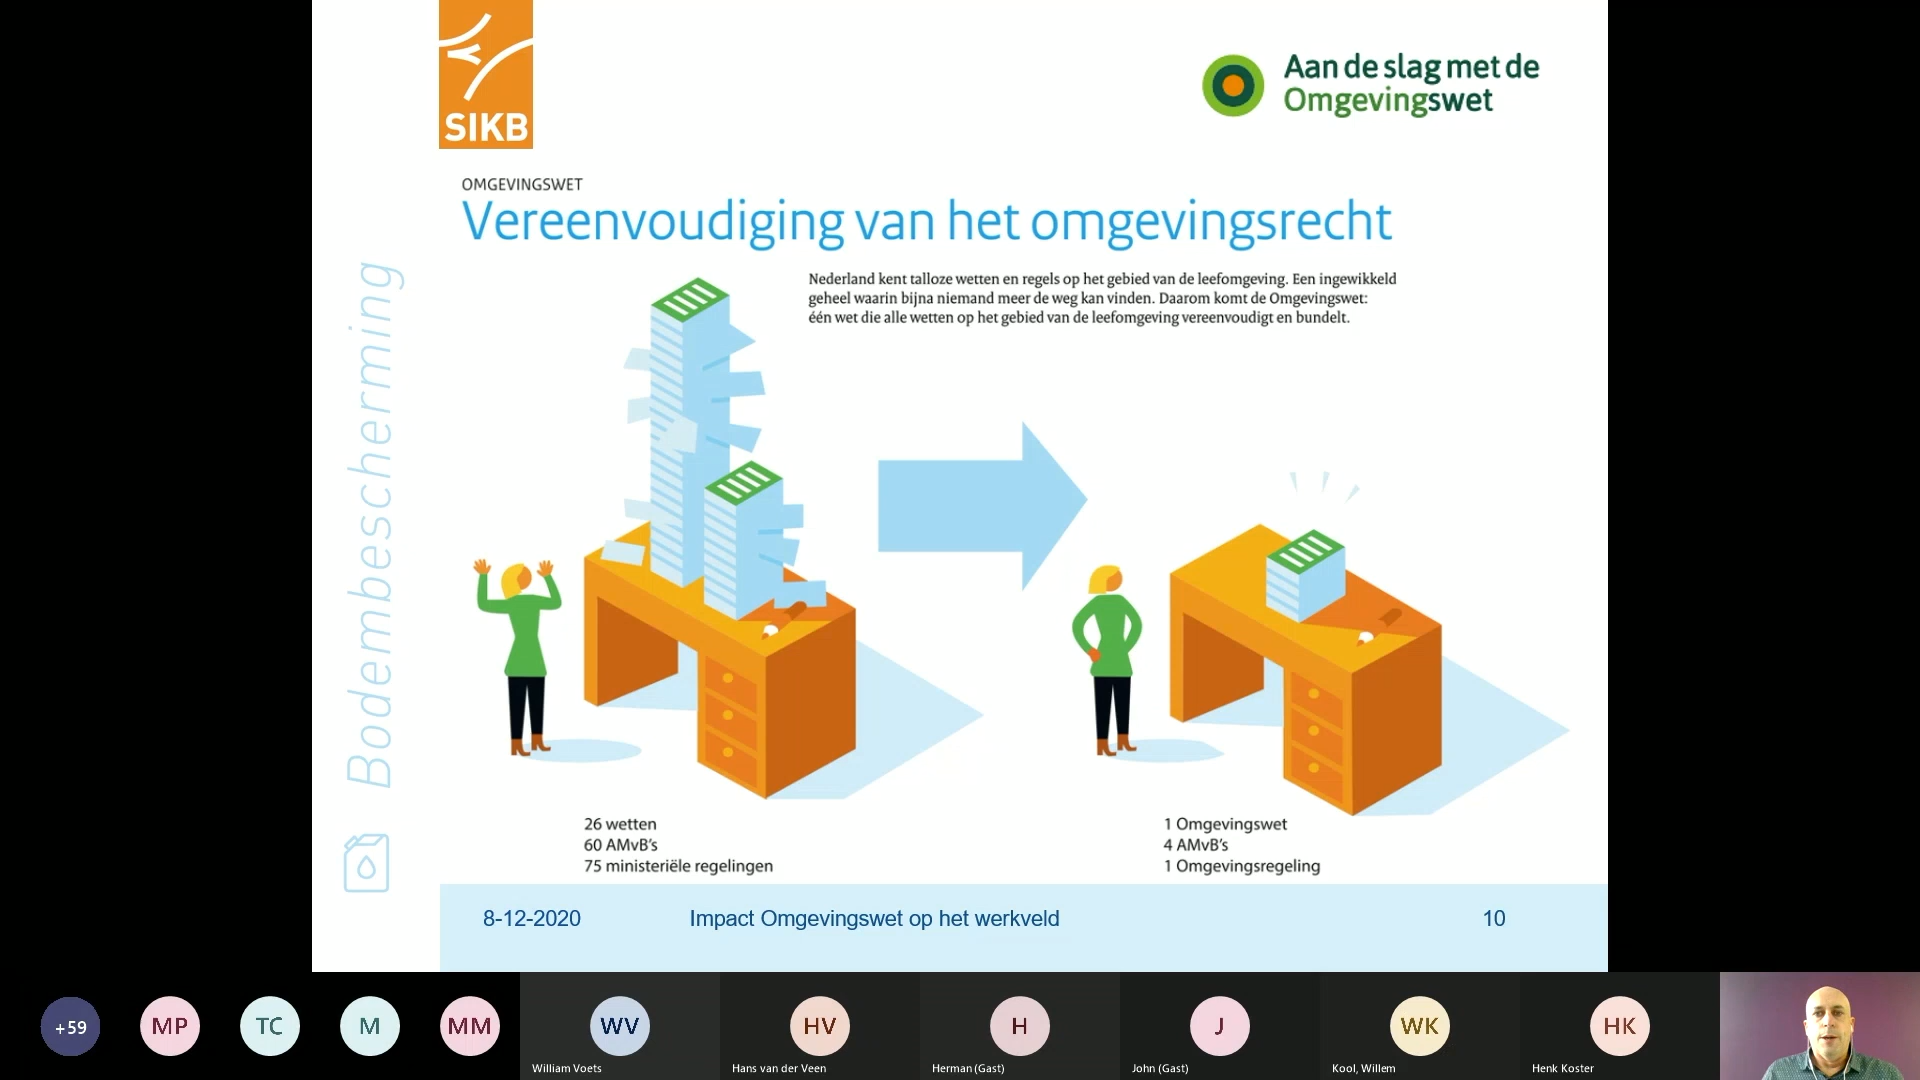 SIKB
Aan de slag met de
Omgevingswet
OMGEVINGSWET
Vereenvoudiging van het omgevingsrecht
Nederland kent talloze wetten en regels op het gebied van de leefomgeving. Een ingewikkeld
geheel waarin bijna niemand meer de weg kan vinden. Daarom komt de Omgevingswet:
één wet die alle wetten op het gebied van de leefomgeving vereenvoudigt en bundelt.
Bodembescherming
26 wetten
60 AMvB's
75 ministeriële regelingen
1 Omgevingswet
4 AMvB's
1 Omgevingsregeling
8-12-2020
Impact Omgevingswet op het werkveld
10
+59
MP
TC
M
MM
WV
HV
H
J
WK
HK
William Voets
Hans van der Veen
Herman (Gast)
John (Gast)
Kool, Willem
Henk Koster